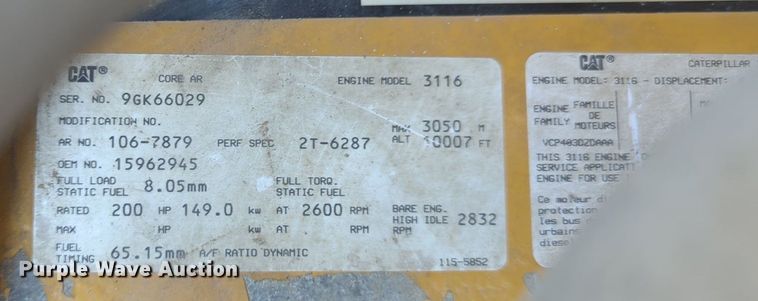 CAT® CORE AR ENGINE MODEL 3116
SER. NO. 9GK66029
MODIFICATION NO.
AR NO. 106-7879 PERF SPEC 2T-6287 MAX ALT 3050 M 10007 FT
OEM NO. 15962945
FULL LOAD STATIC FUEL 8.05mm FULL TORQ. STATIC FUEL
RATED 200 HP 149.0 kw AT 2600 RPM BARE ENG. HIGH IDLE RPM 2832
MAX HP kw AT RPM
FUEL TIMING 65.15mm A/F RATIO DYNAMIC
115-5852
CAT® CATERPILLAR
ENGINE MODEL: 3116 - DISPLACEMENT:
ENGINE FAMILY FAMILLE DE MOTEURS
VCP403DZDAAA
THIS 3116 ENGINE
SERVICE APPLICATI
ENGINE FOR USE
Ce moteur di
protection
les bus
urbains
diese
Purple Wave Auction